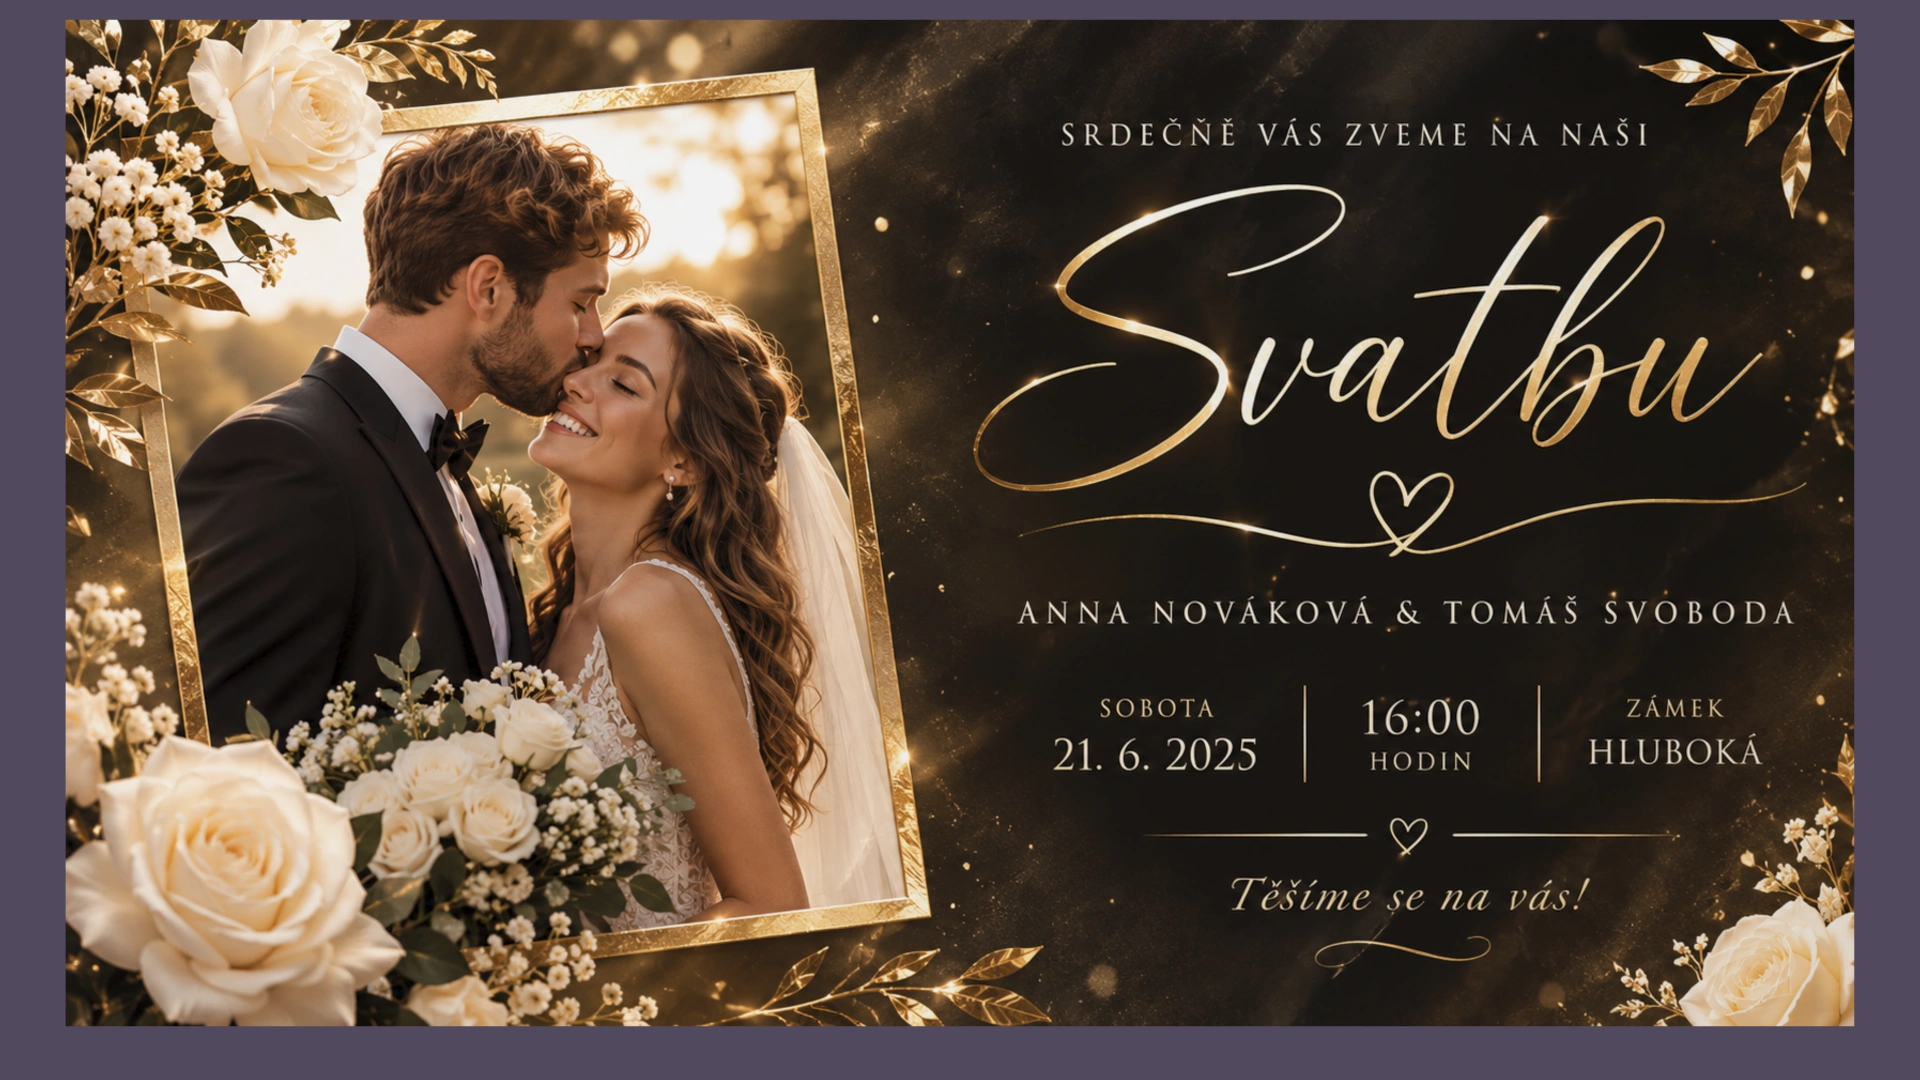 SRDEČŇĚ VÁS ZVEME NA NAŠI
Svatbu
ANNA NOVÁKOVÁ & TOMÁŠ SVOBODA
SOBOTA
21. 6. 2025
16:00
HODIN
ZÁMEK
HLUBOKÁ
Těšíme se na vás!